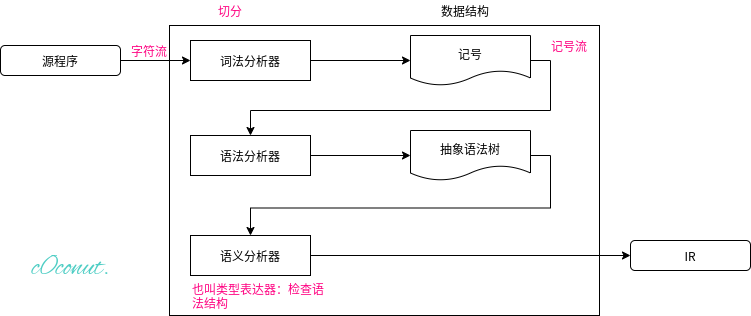 切分
数据结构
源程序
字符流
词法分析器
记号
记号流
语法分析器
抽象语法树
语义分析器
IR
也叫类型表达器：检查语
法结构
cOconut.